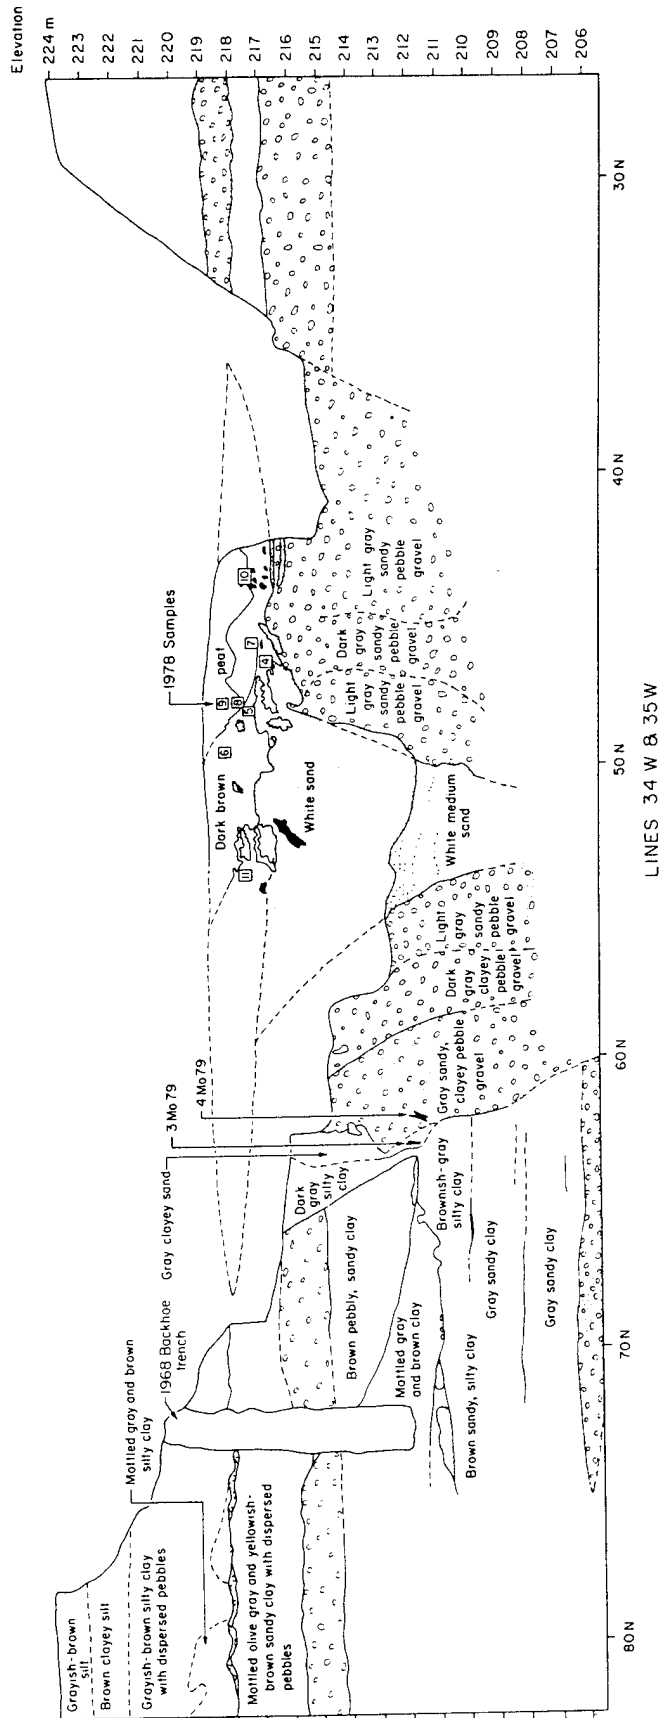 Elevation
224 m
223
222
221
220
219
218
217
216
215
214
213
212
211
210
209
208
207
206
30N
40N
50N
60N
70N
80N
LINES 34 W & 35W
1978 Samples
peat
10
7
4
9
8
5
6
11
Dark brown
White sand
Light gray
sandy
pebble
gravel
Dark
gray
sandy
pebble
gravel
Light
gray
sandy
pebble
gravel
White medium
sand
Light
gray
sandy
pebble
gravel
Dark
gray
clayey
pebble
gravel
Gray sandy,
clayey pebble
gravel
4 Mo 79
3 Mo 79
Gray clayey sand
Dark
gray
silty
clay
Brownish-gray
silty clay
Gray sandy clay
Gray sandy clay
1968 Backhoe
trench
Brown pebbly, sandy clay
Mottled gray
and brown clay
Brown sandy, silty clay
Mottled gray and brown
silty clay
Grayish-brown
silt
Brown clayey silt
Grayish-brown silty clay
with dispersed pebbles
Mottled olive gray and yellowish-
brown sandy clay with dispersed
pebbles